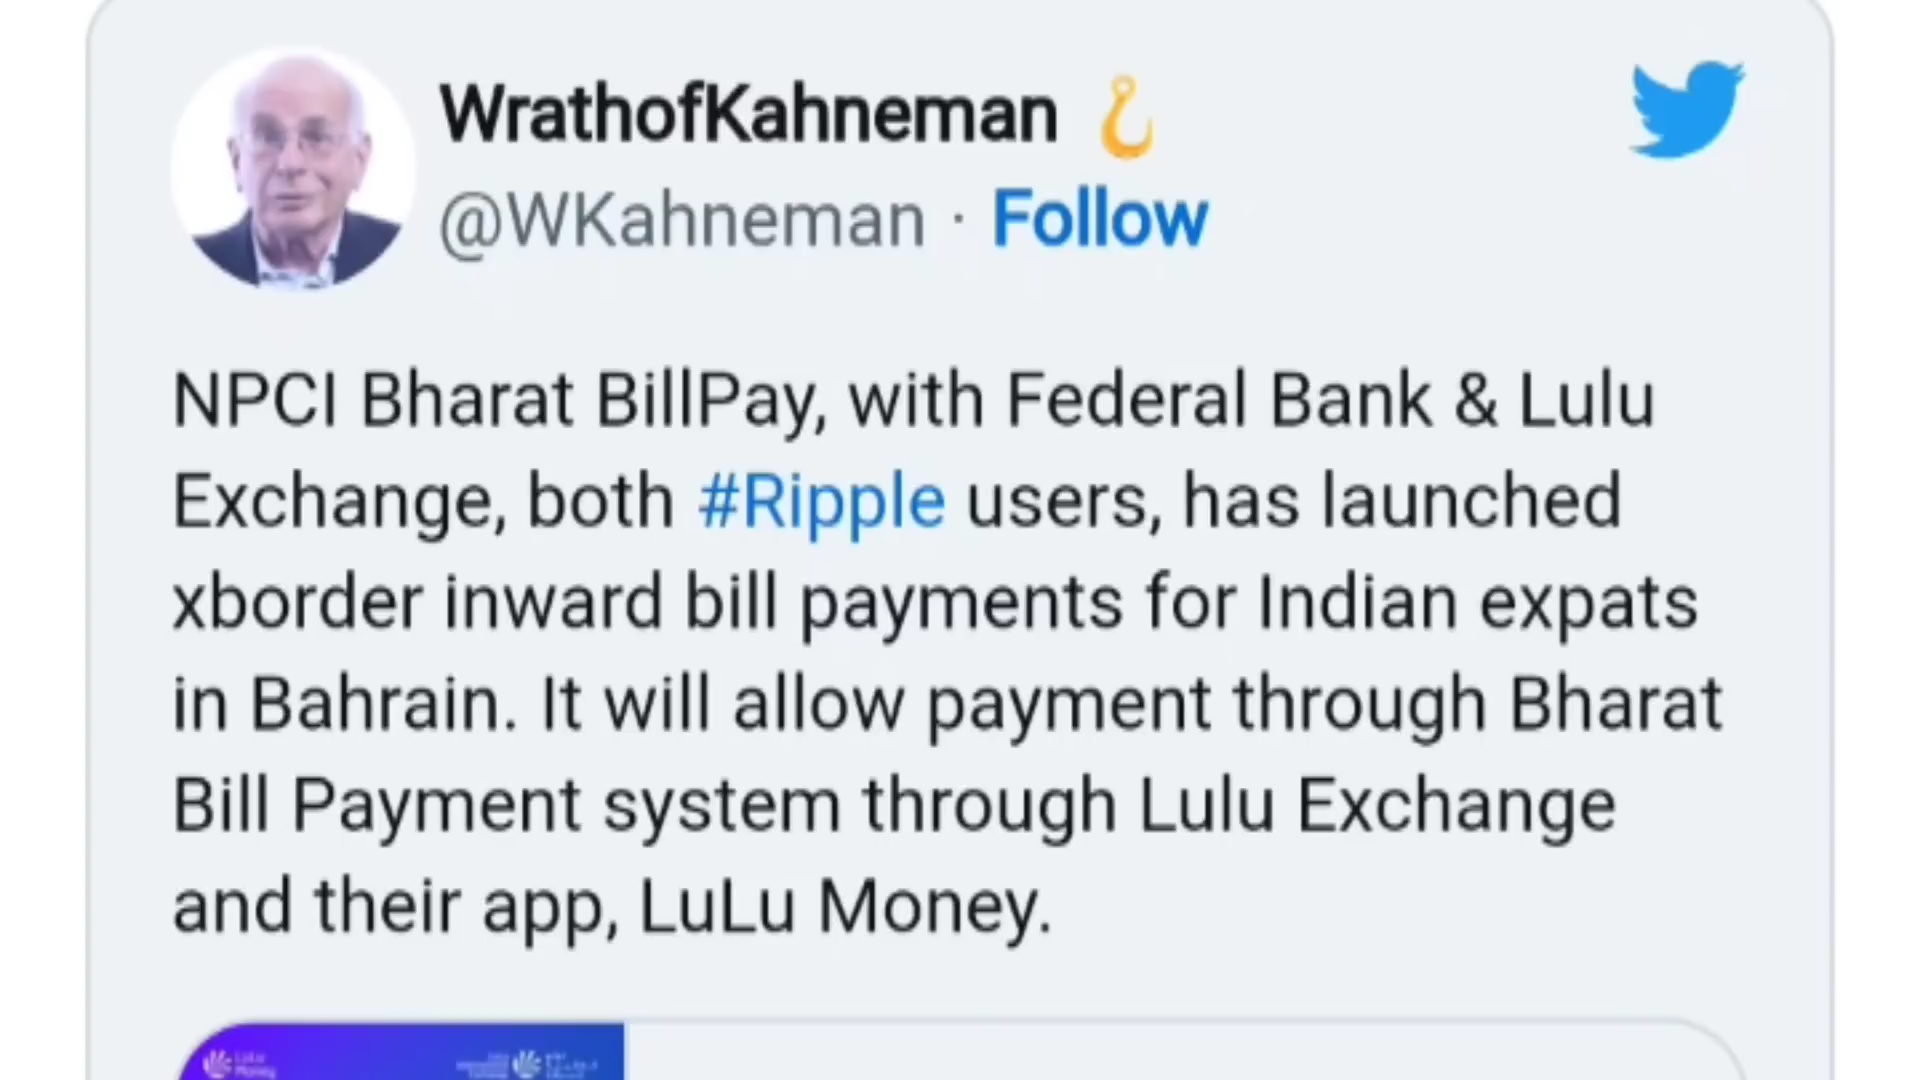 WrathofKahneman
@WKahneman · Follow
NPCI Bharat BillPay, with Federal Bank & Lulu
Exchange, both #Ripple users, has launched
xborder inward bill payments for Indian expats
in Bahrain. It will allow payment through Bharat
Bill Payment system through Lulu Exchange
and their app, LuLu Money.
LuLu
Money